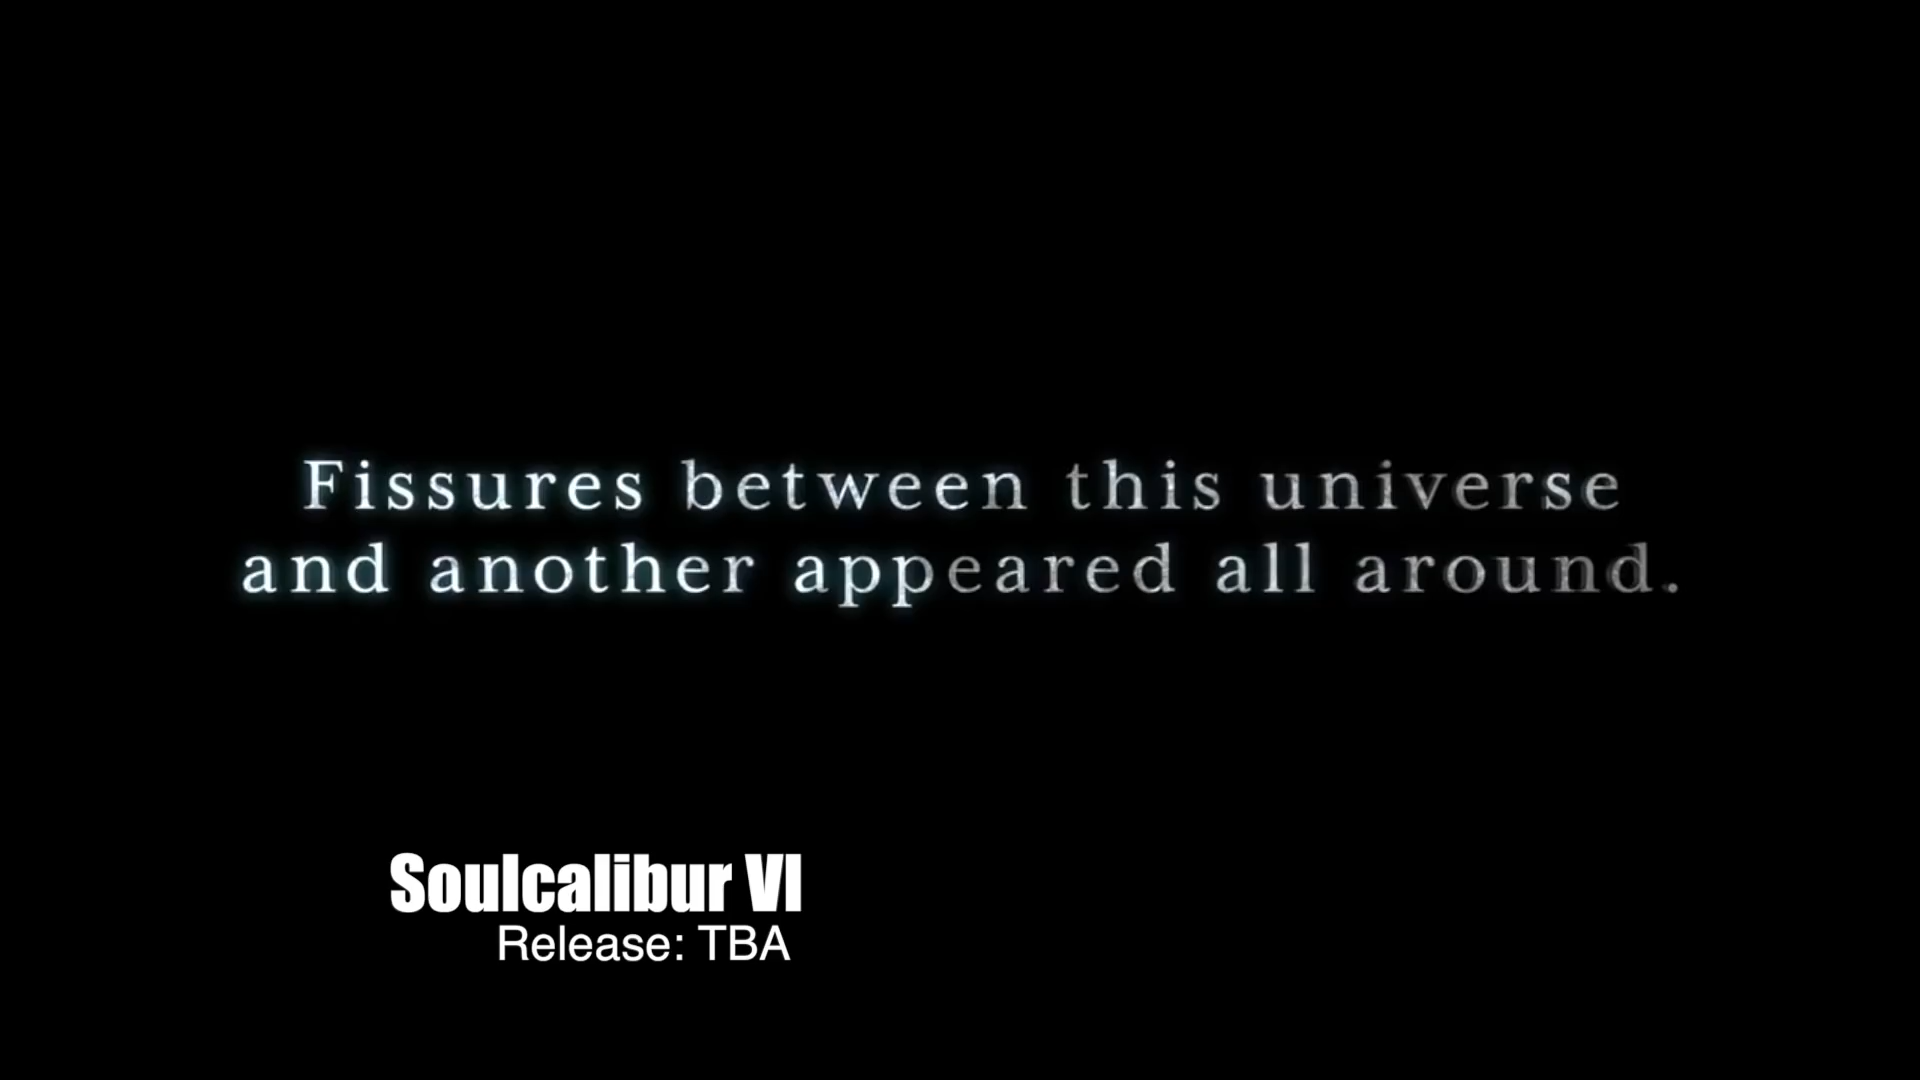 Fissures between this universe
and another appeared all around.
Soulcalibur VI
Release: TBA